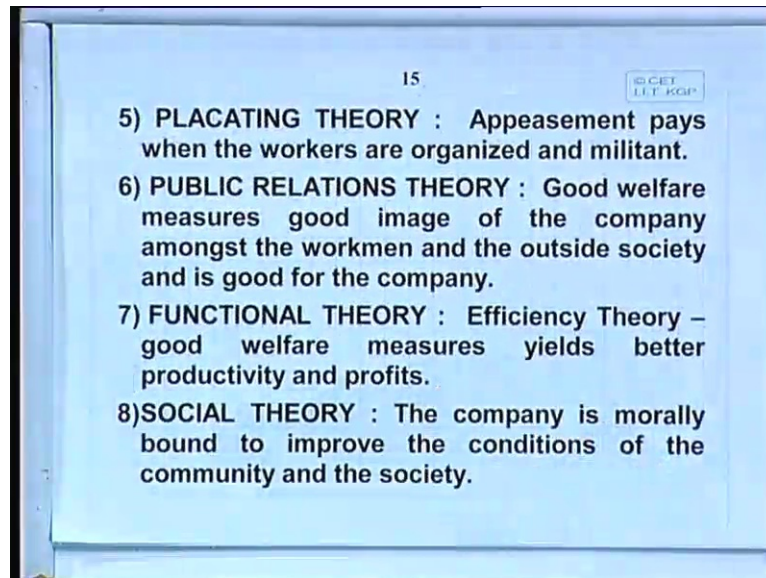 15
© CET
I.I.T. KGP
5) PLACATING THEORY : Appeasement pays
when the workers are organized and militant.
6) PUBLIC RELATIONS THEORY : Good welfare
measures good image of the company
amongst the workmen and the outside society
and is good for the company.
7) FUNCTIONAL THEORY : Efficiency Theory –
good welfare measures yields better
productivity and profits.
8)SOCIAL THEORY : The company is morally
bound to improve the conditions of the
community and the society.